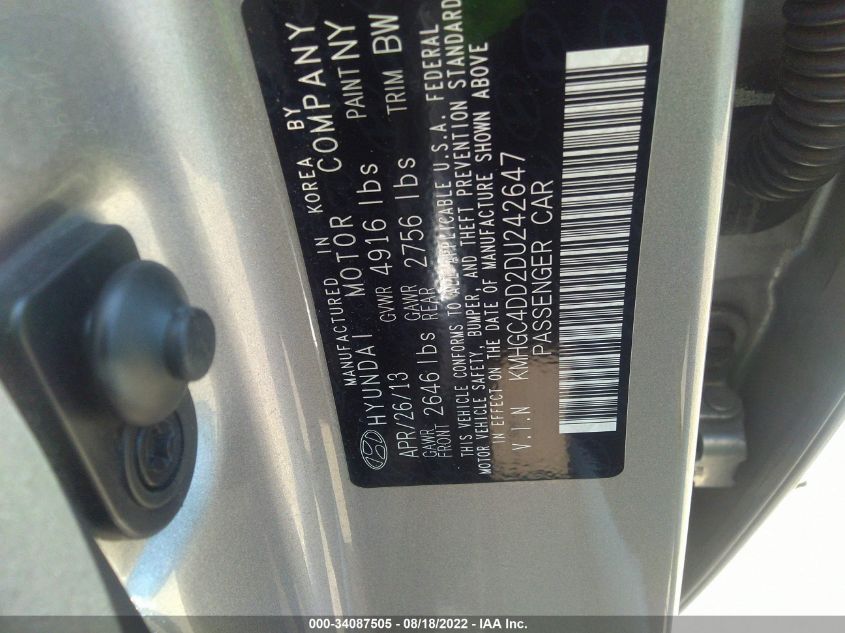 MANUFACTURED IN KOREA BY
HYUNDAI MOTOR COMPANY
APR/26/13 GVWR 4916 lbs PAINT NY
GAWR FRONT 2646 lbs GAWR REAR 2756 lbs TRIM BW
THIS VEHICLE CONFORMS TO ALL APPLICABLE U.S.A. FEDERAL
MOTOR VEHICLE SAFETY, BUMPER, AND THEFT PREVENTION STANDARD
IN EFFECT ON THE DATE OF MANUFACTURE SHOWN ABOVE
V.I.N KMHGC4DD2DU242647
PASSENGER CAR
000-34087505 - 08/18/2022 - IAA Inc.